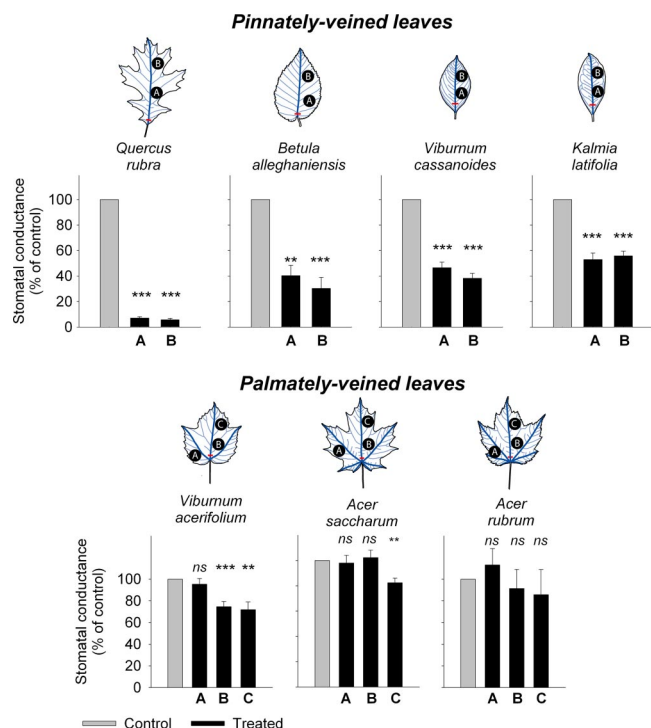 Pinnately-veined leaves
B
A
B
A
B
A
B
A
Quercus
rubra
Betula
alleghaniensis
Viburnum
cassanoides
Kalmia
latifolia
Stomatal conductance
(% of control)
100
80
60
40
20
0
*** ***
** ***
*** ***
*** ***
A B
A B
A B
A B
Palmately-veined leaves
C
B
A
C
B
A
C
B
A
Viburnum
acerifolium
Acer
saccharum
Acer
rubrum
Stomatal conductance
(% of control)
100
80
60
40
20
0
ns *** **
ns ns **
ns ns ns
A B C
A B C
A B C
Control Treated